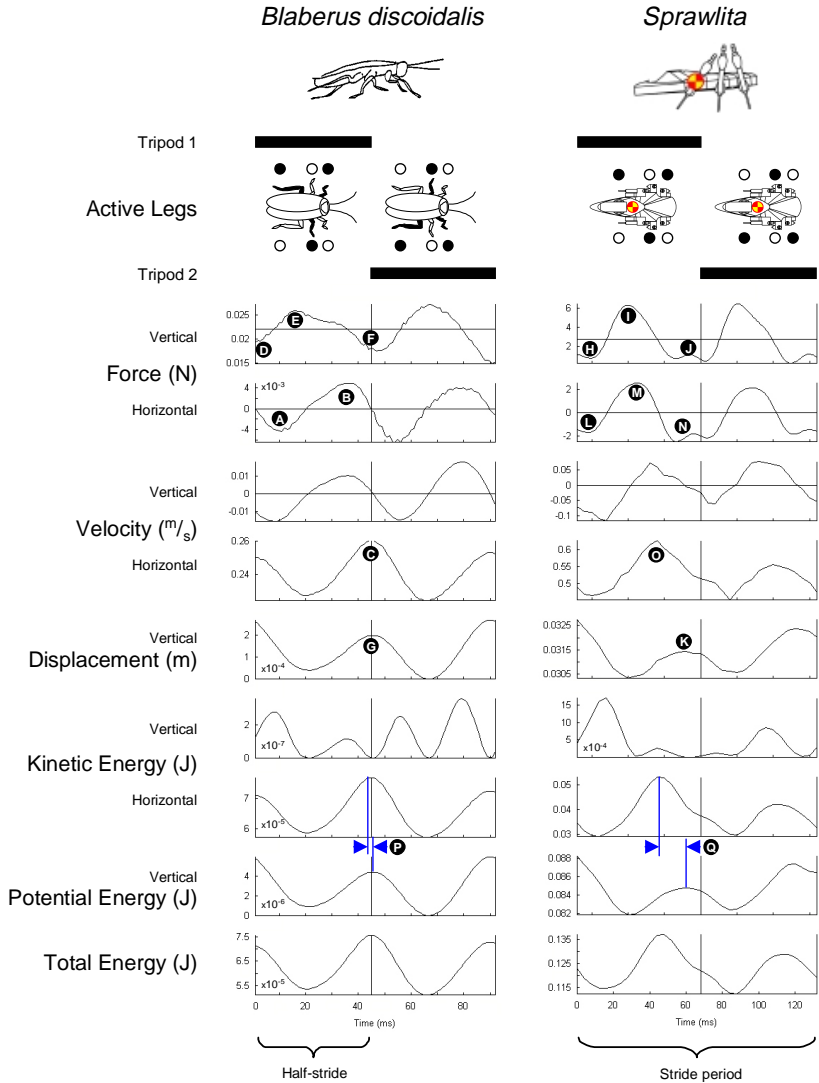 Blaberus discoidalis Sprawlita
Tripod 1
Active Legs
Tripod 2
Force (N)
Vertical
0.025
0.02
0.015
D
E
F
6
4
2
H
I
J
Horizontal
x10-3
4
0
-4
A
B
2
0
-2
L
M
N
Velocity (m/s)
Vertical
0.01
0
-0.01
0.05
0
-0.05
-0.1
Horizontal
0.26
0.24
C
0.6
0.55
0.5
O
Displacement (m)
Vertical
2
0
x10-4
G
0.0325
0.0315
0.0305
K
Kinetic Energy (J)
Vertical
2
0
x10-7
15
10
5
x10-4
Horizontal
7
6
x10-5
0.05
0.04
0.03
P
Q
Potential Energy (J)
Vertical
4
2
0
x10-6
0.088
0.086
0.084
0.082
Total Energy (J)
7.5
6.5
5.5
x10-5
0.135
0.125
0.115
0 20 40 60 80
Time (ms)
0 20 40 60 80 100 120
Time (ms)
Half-stride
Stride period